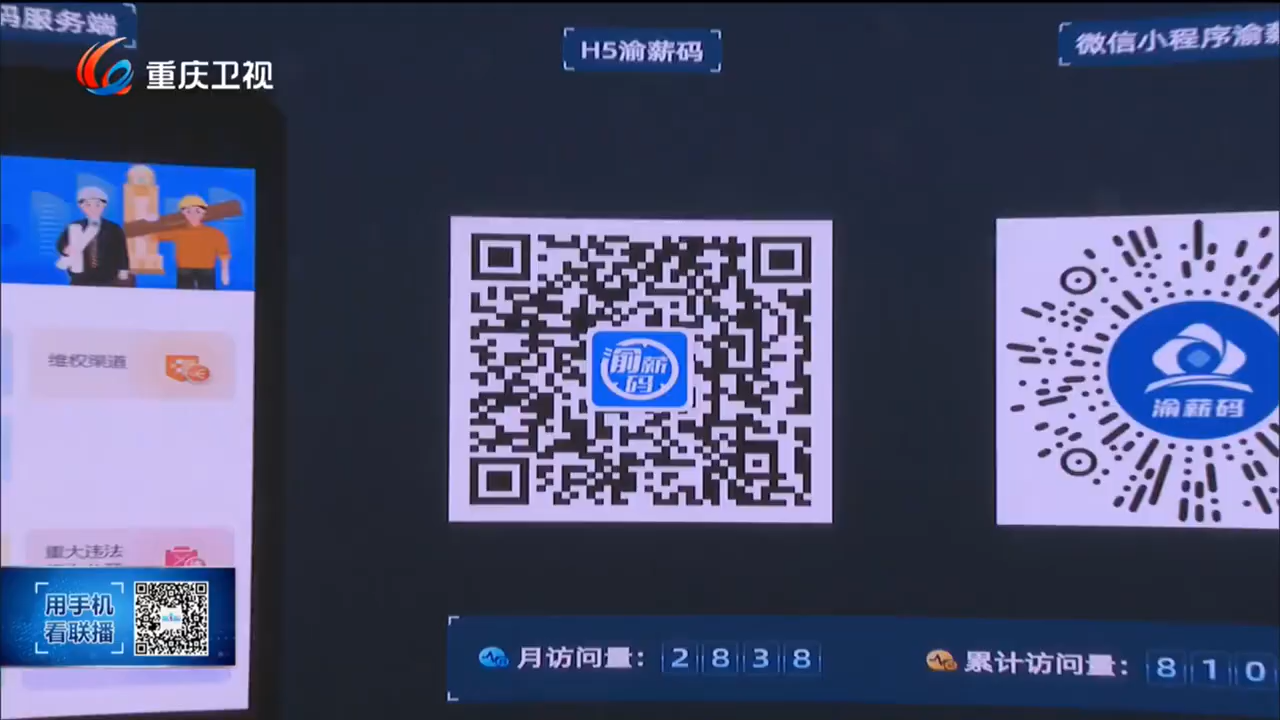 码服务端
重庆卫视
H5渝薪码
微信小程序渝薪
维权渠道
渝薪码
渝薪码
重大违法
用手机
看联播
月访问量：2838
累计访问量：810